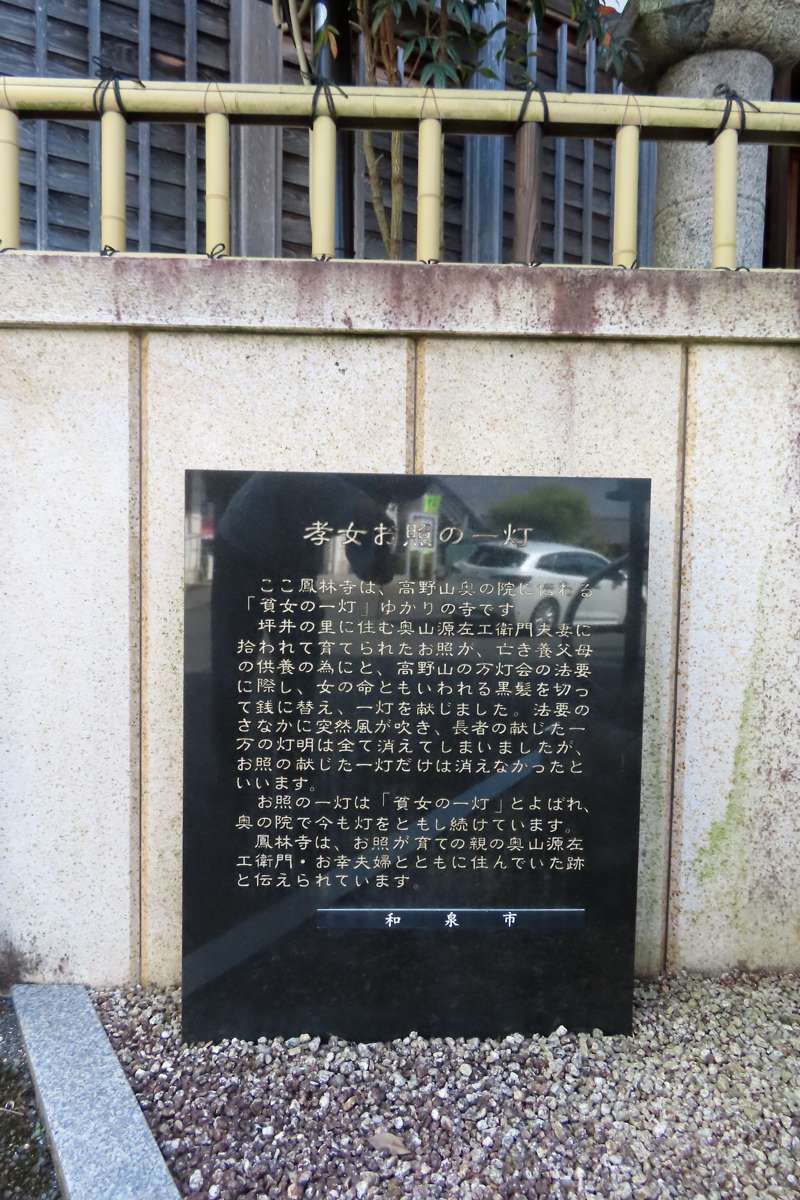 孝女お照の一灯
ここ鳳林寺は、高野山奥の院に伝わる
「貧女の一灯」ゆかりの寺です
坪井の里に住む奥山源左エ衛門夫妻に
拾われて育てられたお照が、亡き養父母
の供養の為にと、高野山の万灯会の法要
に際し、女の命ともいわれる黒髪を切っ
て銭に替え、一灯を献じました。法要の
さなかに突然風が吹き、長者の献じた一
万の灯明は全て消えてしまいましたが、
お照の献じた一灯だけは消えなかったと
いいます。
お照の一灯は「貧女の一灯」とよばれ、
奥の院で今も灯をともし続けています。
鳳林寺は、お照が育ての親の奥山源左
エ衛門・お幸夫婦とともに住んでいた跡
と伝えられています。
和泉市